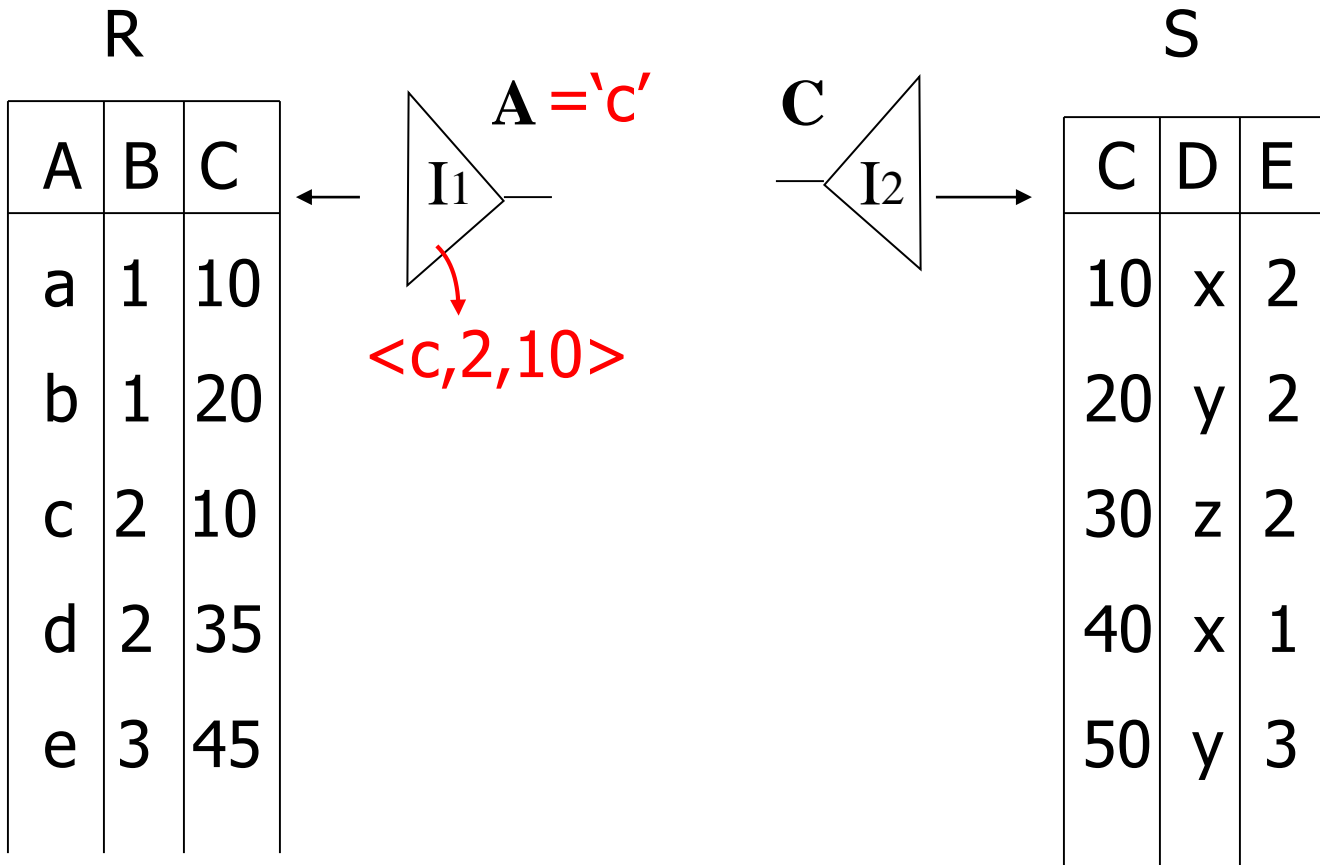 R
A B C
a 1 10
b 1 20
c 2 10
d 2 35
e 3 45
A =‘c’
I1
<c,2,10>
C
I2
S
C D E
10 x 2
20 y 2
30 z 2
40 x 1
50 y 3